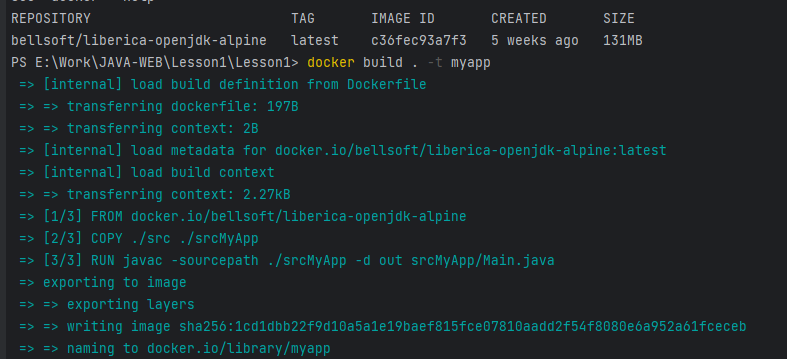 REPOSITORY TAG IMAGE ID CREATED SIZE
bellsoft/liberica-openjdk-alpine latest c36fec93a7f3 5 weeks ago 131MB
PS E:\Work\JAVA-WEB\Lesson1\Lesson1> docker build . -t myapp
=> [internal] load build definition from Dockerfile
=> => transferring dockerfile: 197B
=> => transferring context: 2B
=> [internal] load metadata for docker.io/bellsoft/liberica-openjdk-alpine:latest
=> [internal] load build context
=> => transferring context: 2.27kB
=> [1/3] FROM docker.io/bellsoft/liberica-openjdk-alpine
=> [2/3] COPY ./src ./srcMyApp
=> [3/3] RUN javac -sourcepath ./srcMyApp -d out srcMyApp/Main.java
=> exporting to image
=> => exporting layers
=> => writing image sha256:1cd1dbb22f9d10a5a1e19baef815fce07810aadd2f54f8080e6a952a61fceceb
=> => naming to docker.io/library/myapp